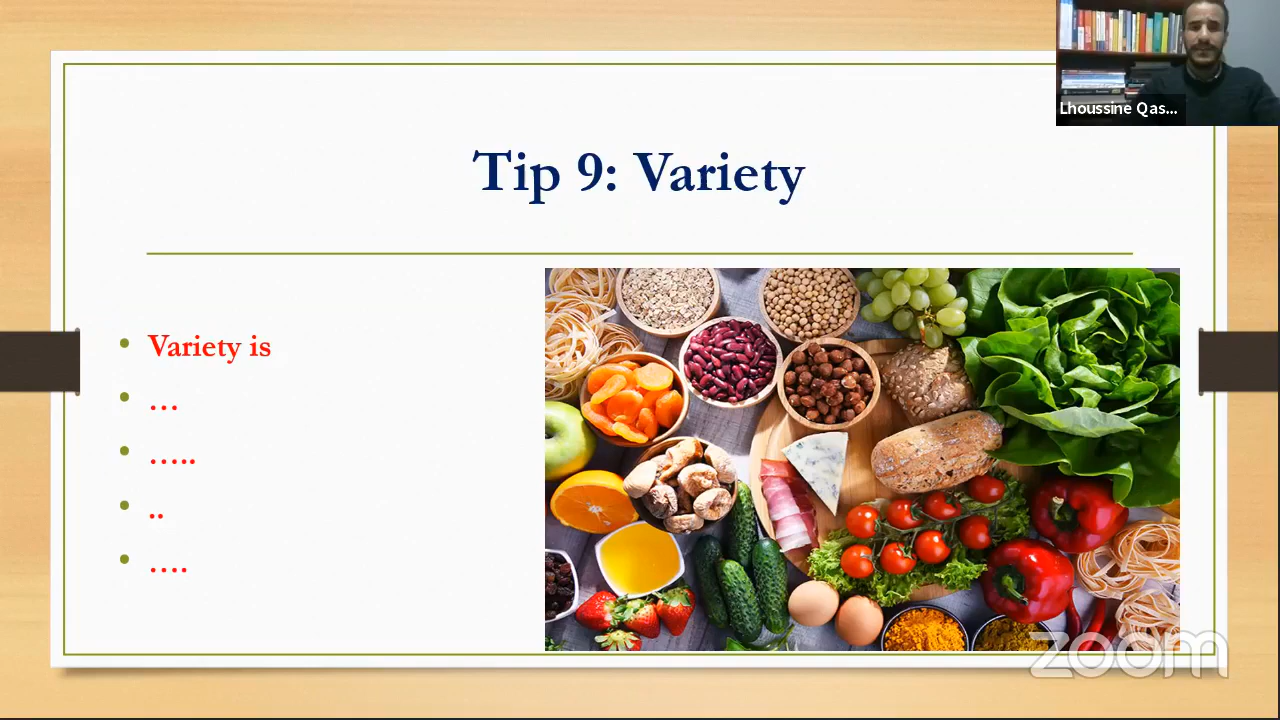 Lhoussine Qas...
Tip 9: Variety
Variety is
...
.....
..
....
zoom